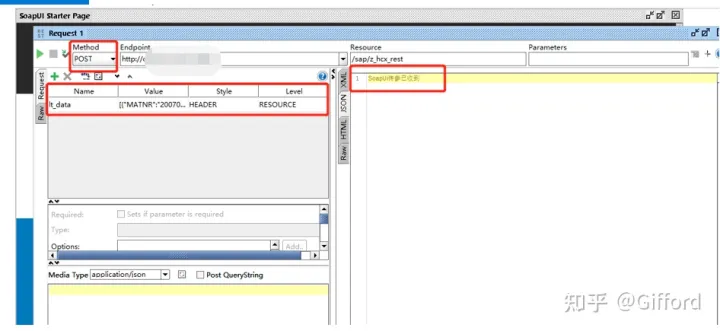 SoapUI Starter Page
Request 1
Method
Endpoint
Resource
Parameters
POST
http://
/sap/z_hcx_rest
Name
Value
Style
Level
lt_data
[{"MATNR":"20070...
HEADER
RESOURCE
Required:
Sets if parameter is required
Type:
Options:
Add..
Media Type
application/json
Post QueryString
Request
Raw
XML
JSON
HTML
Raw
1
SoapUI传参已收到
知乎 @Gifford